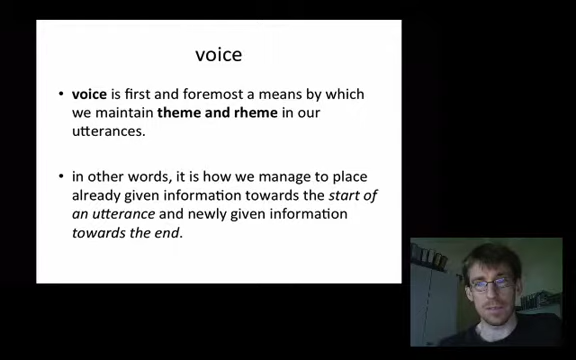 voice
• voice is first and foremost a means by which
we maintain theme and rheme in our
utterances.
• in other words, it is how we manage to place
already given information towards the start of
an utterance and newly given information
towards the end.